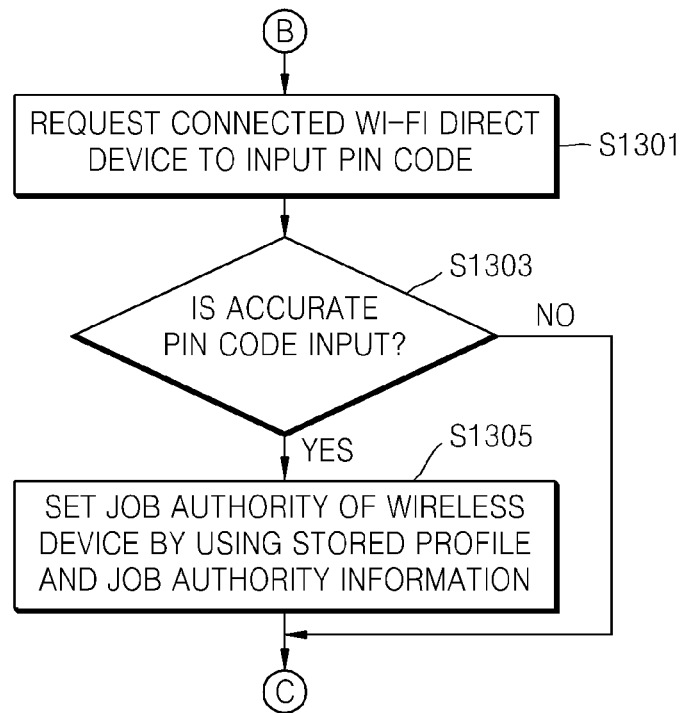 B
REQUEST CONNECTED WI-FI DIRECT
DEVICE TO INPUT PIN CODE
S1301
S1303
IS ACCURATE
PIN CODE INPUT?
NO
YES
S1305
SET JOB AUTHORITY OF WIRELESS
DEVICE BY USING STORED PROFILE
AND JOB AUTHORITY INFORMATION
C